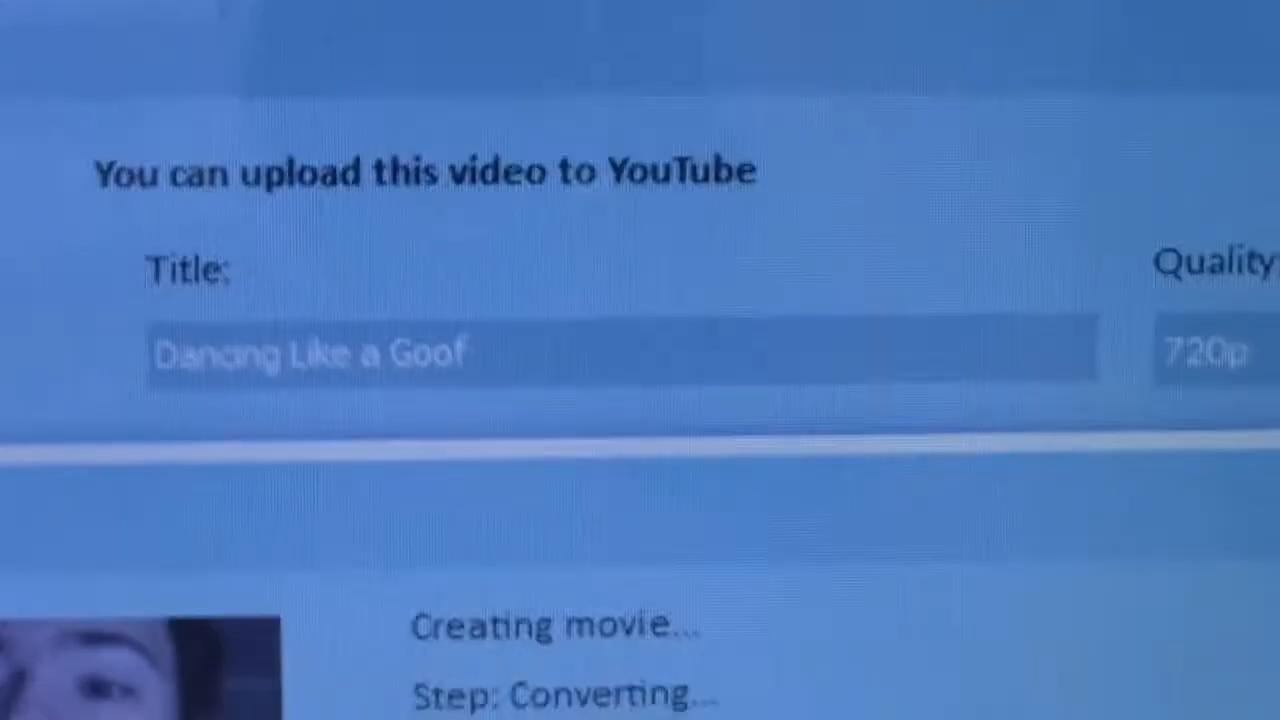 You can upload this video to YouTube
Title:
Quality
Dancing Like a Goof
720p
Creating movie...
Step: Converting...